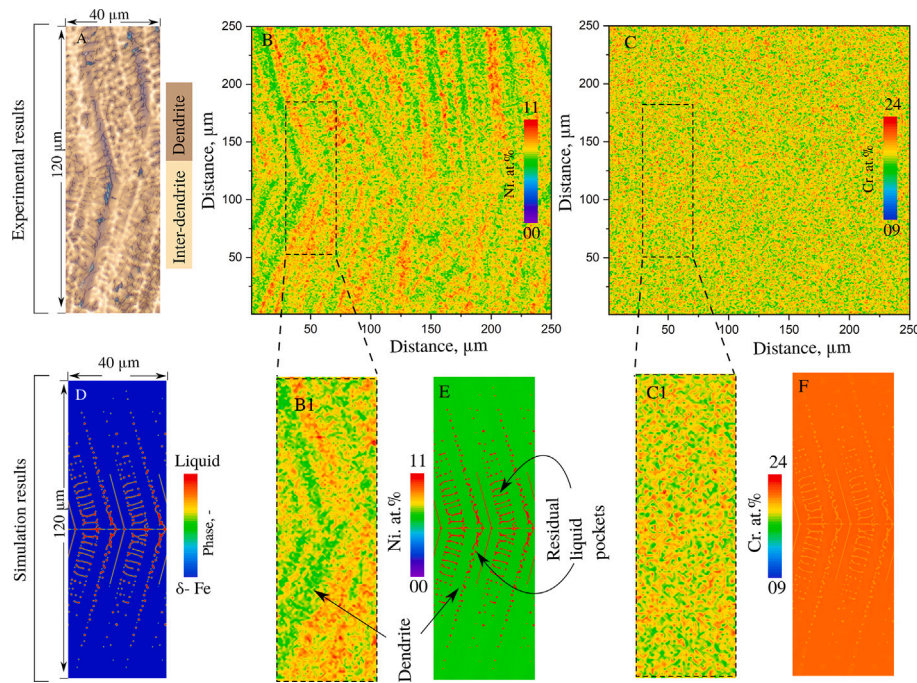 40 µm
A
120 µm
Experimental results
Dendrite
Inter-dendrite
B
250
200
150
100
50
50
100
150
200
250
Distance, µm
Distance, µm
11
Ni. at.%
00
C
250
200
150
100
50
50
100
150
200
250
Distance, µm
Distance, µm
24
Cr. at.%
09
Simulation results
40 µm
D
120 µm
Liquid
Phase, -
δ- Fe
B1
11
Ni. at.%
00
E
Residual
liquid
pockets
Dendrite
C1
24
Cr. at.%
09
F